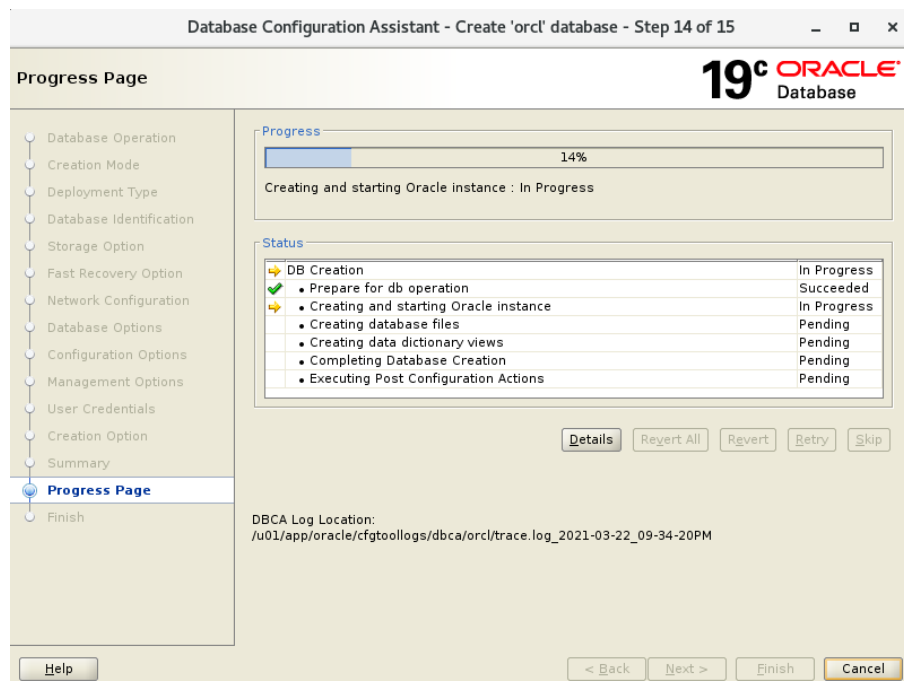 Database Configuration Assistant - Create 'orcl' database - Step 14 of 15
Progress Page
19c ORACLE
Database
Database Operation
Creation Mode
Deployment Type
Database Identification
Storage Option
Fast Recovery Option
Network Configuration
Database Options
Configuration Options
Management Options
User Credentials
Creation Option
Summary
Progress Page
Finish
Progress
14%
Creating and starting Oracle instance : In Progress
Status
DB Creation In Progress
• Prepare for db operation Succeeded
• Creating and starting Oracle instance In Progress
• Creating database files Pending
• Creating data dictionary views Pending
• Completing Database Creation Pending
• Executing Post Configuration Actions Pending
Details Revert All Revert Retry Skip
DBCA Log Location:
/u01/app/oracle/cfgtoollogs/dbca/orcl/trace.log_2021-03-22_09-34-20PM
Help < Back Next > Finish Cancel